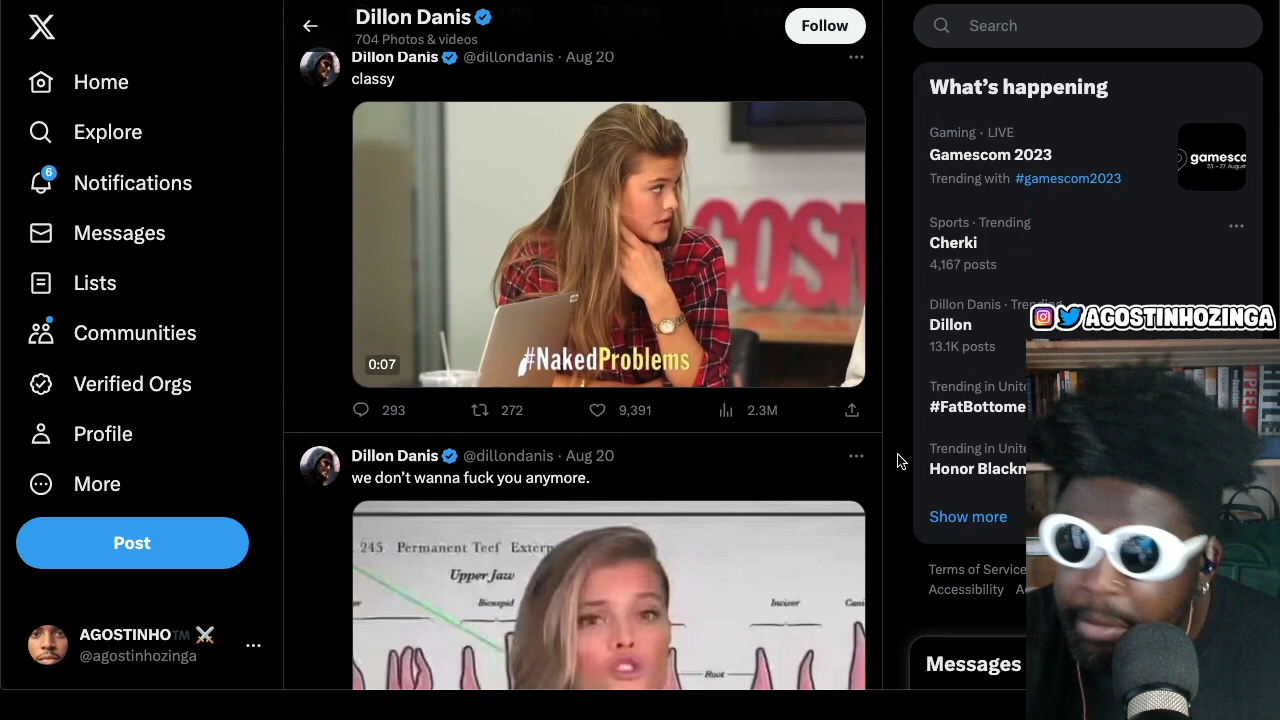 Dillon Danis
704 Photos & videos
Follow
Home
Explore
6
Notifications
Messages
Lists
Communities
Verified Orgs
Profile
More
Post
AGOSTINHO™
@agostinhozinga
Dillon Danis @dillondanis · Aug 20
classy
COSM
#NakedProblems
0:07
293 272 9,391 2.3M
Dillon Danis @dillondanis · Aug 20
we don’t wanna fuck you anymore.
245 Permanent Teef Extern
Upper Jaw
Bicuspid
Incisor
Root
Search
What’s happening
Gaming · LIVE
Gamescom 2023
Trending with #gamescom2023
gamesco
Sports · Trending
Cherki
4,167 posts
Dillon Danis · Trending
Dillon
13.1K posts
AGOSTINHOZINGA
Trending in Unite
#FatBottome
Trending in Unite
Honor Blackn
Show more
Terms of Service
Accessibility
Messages